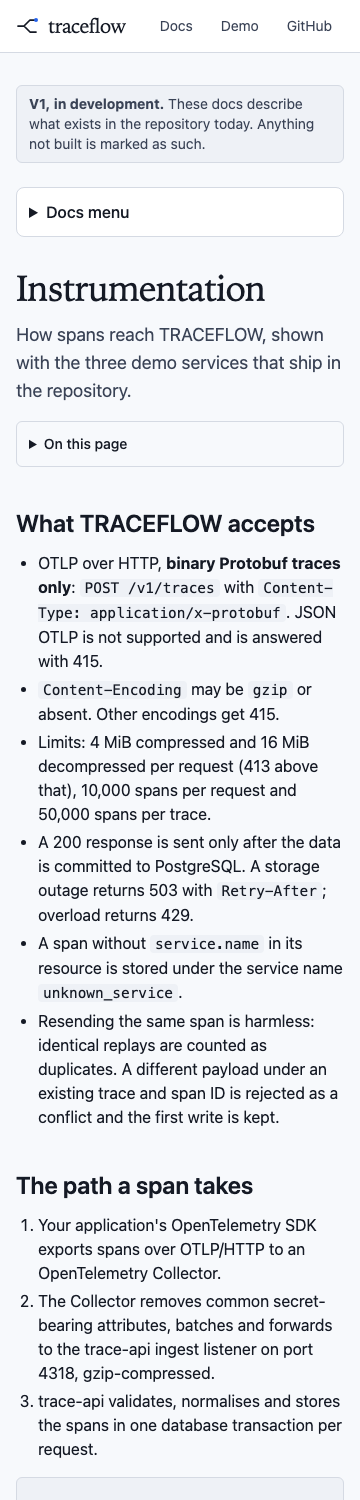 traceflow Docs Demo GitHub
V1, in development. These docs describe
what exists in the repository today. Anything
not built is marked as such.
Docs menu
Instrumentation
How spans reach TRACEFLOW, shown
with the three demo services that ship in
the repository.
On this page
What TRACEFLOW accepts
• OTLP over HTTP, binary Protobuf traces
only: POST /v1/traces with Content-
Type: application/x-protobuf. JSON
OTLP is not supported and is answered
with 415.
• Content-Encoding may be gzip or
absent. Other encodings get 415.
• Limits: 4 MiB compressed and 16 MiB
decompressed per request (413 above
that), 10,000 spans per request and
50,000 spans per trace.
• A 200 response is sent only after the data
is committed to PostgreSQL. A storage
outage returns 503 with Retry-After;
overload returns 429.
• A span without service.name in its
resource is stored under the service name
unknown_service.
• Resending the same span is harmless:
identical replays are counted as
duplicates. A different payload under an
existing trace and span ID is rejected as a
conflict and the first write is kept.
The path a span takes
1. Your application's OpenTelemetry SDK
exports spans over OTLP/HTTP to an
OpenTelemetry Collector.
2. The Collector removes common secret-
bearing attributes, batches and forwards
to the trace-api ingest listener on port
4318, gzip-compressed.
3. trace-api validates, normalises and stores
the spans in one database transaction per
request.